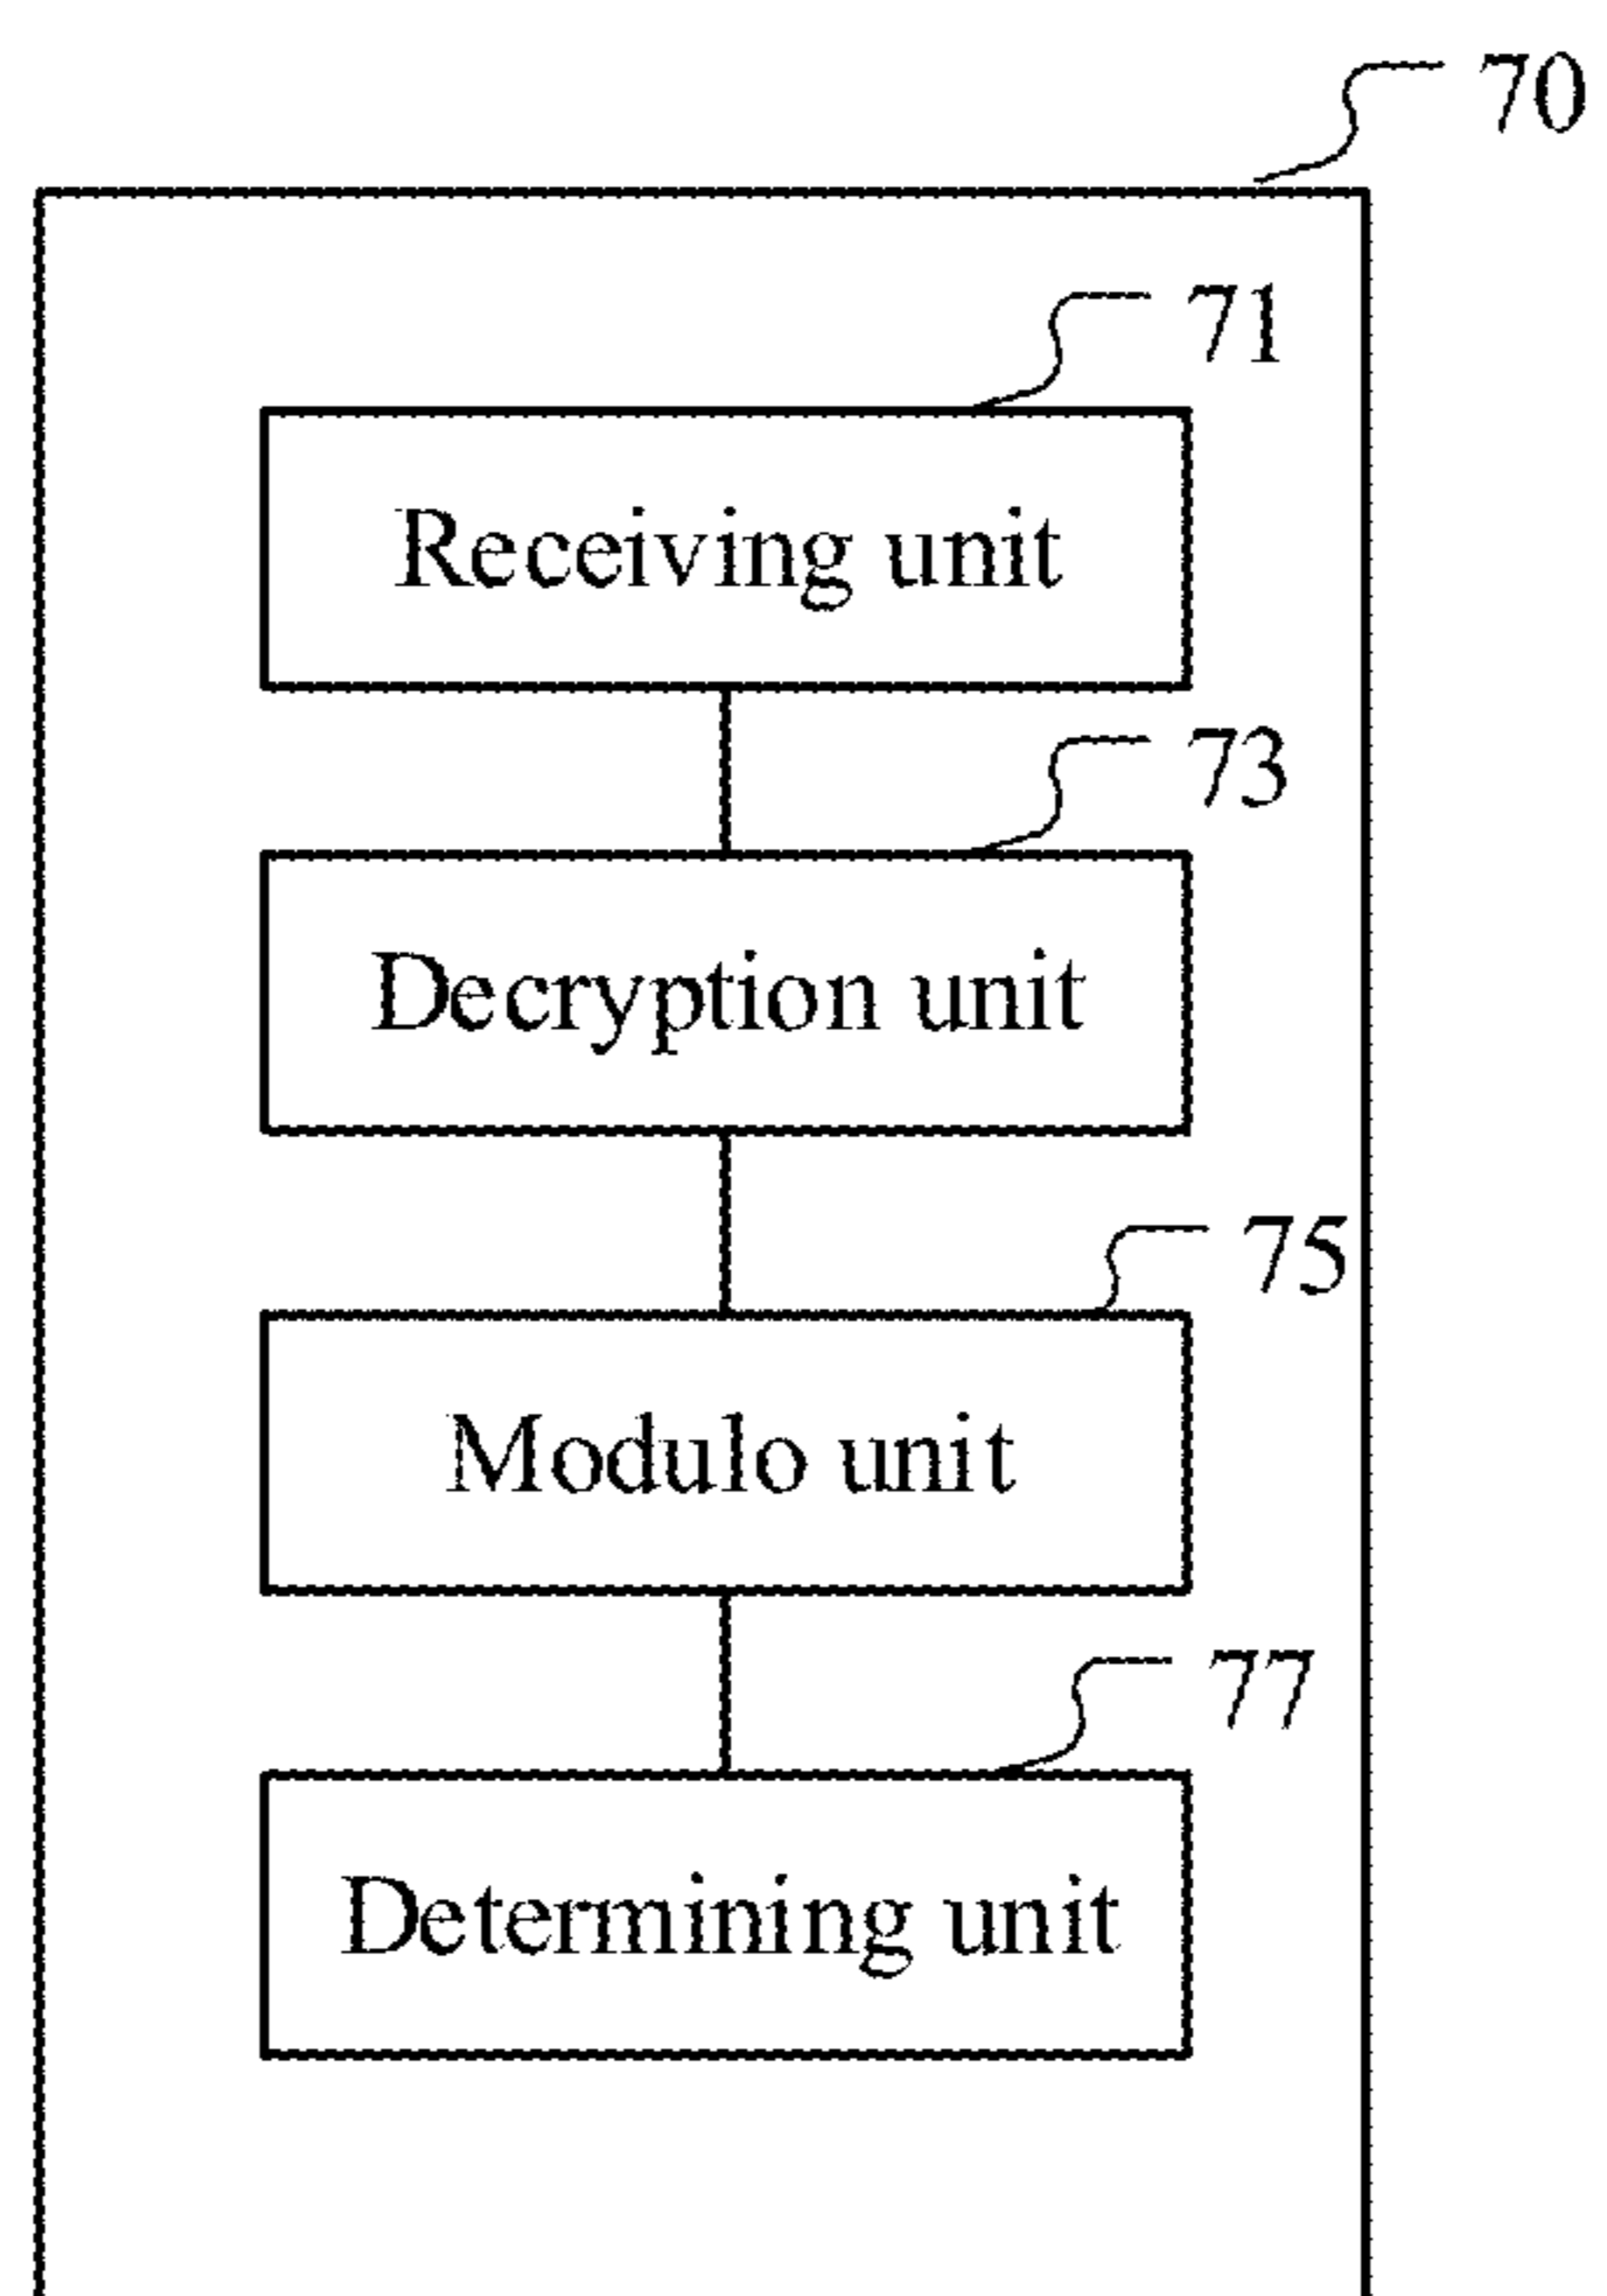 70
71
Receiving unit
73
Decryption unit
75
Modulo unit
77
Determining unit